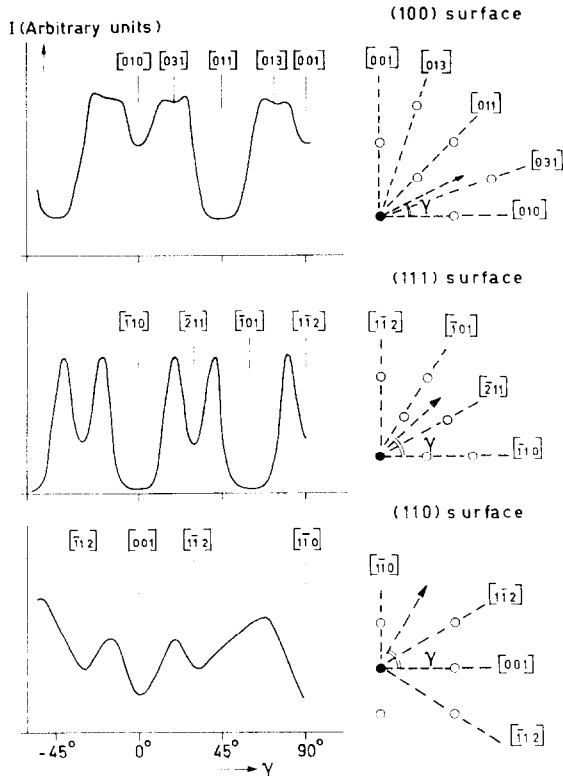 (100) surface
I (Arbitrary units)
[010] [031] [011] [013] [001]
[001]
[013]
[011]
[031]
γ
[010]
(111) surface
[1̄10] [2̄11] [1̄01] [11̄2]
[11̄2]
[1̄01]
[2̄11]
γ
[1̄10]
(110) surface
[1̄12] [001] [11̄2] [11̄0]
[11̄0]
[11̄2]
γ
[001]
[1̄12]
-45° 0° 45° 90°
γ